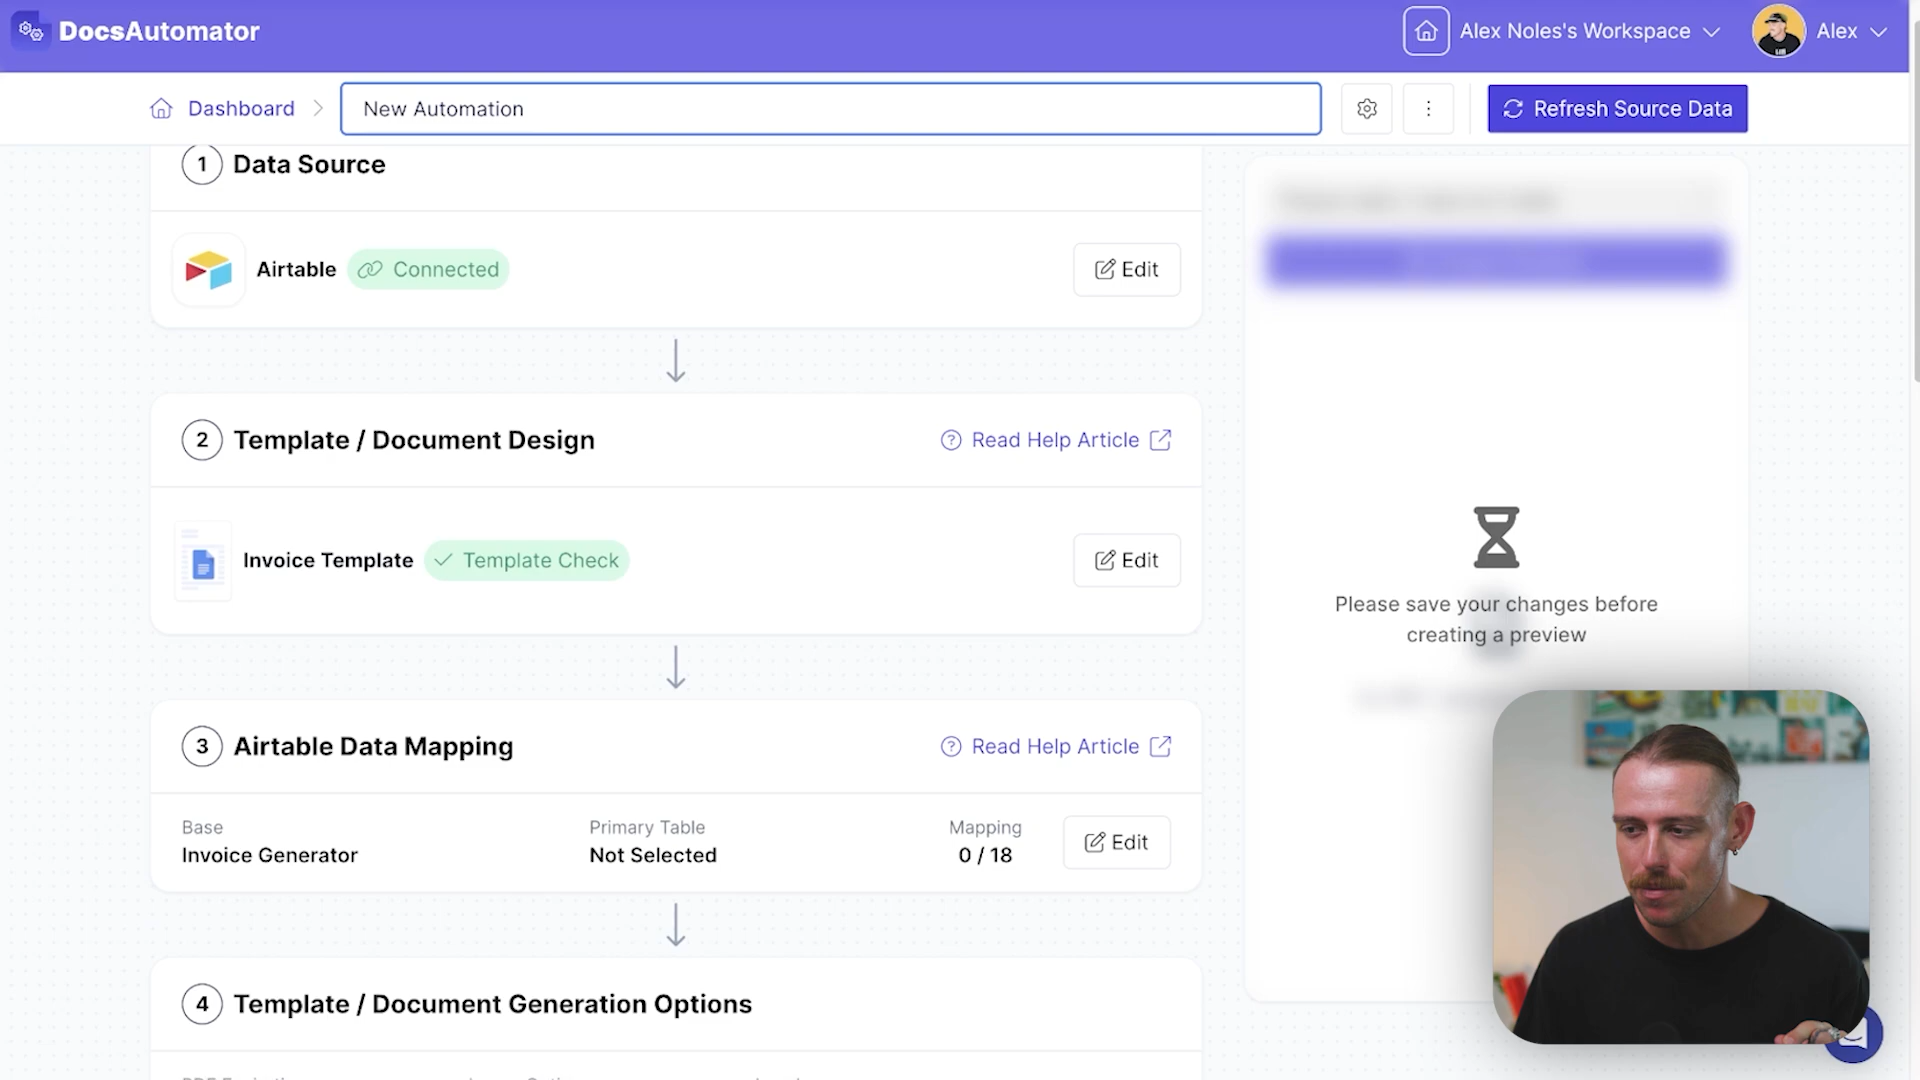 DocsAutomator
Alex Noles's Workspace
Alex
Dashboard
New Automation
Refresh Source Data
1 Data Source
Airtable
Connected
Edit
2 Template / Document Design
Read Help Article
Invoice Template
Template Check
Edit
Please save your changes before
creating a preview
3 Airtable Data Mapping
Read Help Article
Base
Primary Table
Mapping
Invoice Generator
Not Selected
0 / 18
Edit
4 Template / Document Generation Options